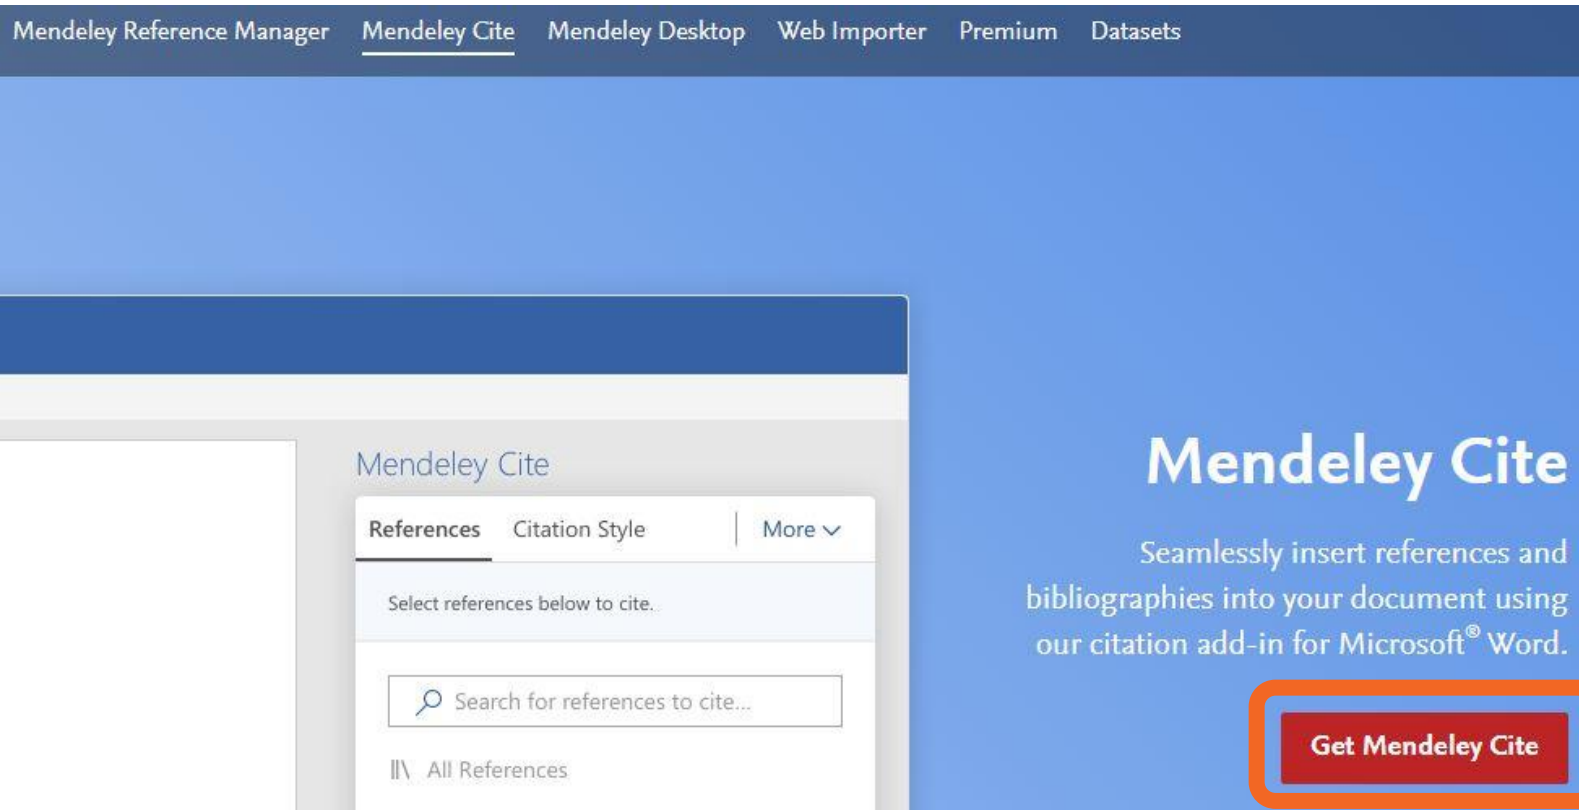 Mendeley Reference Manager Mendeley Cite Mendeley Desktop Web Importer Premium Datasets
Mendeley Cite
References Citation Style More
Select references below to cite.
Search for references to cite...
All References
Mendeley Cite
Seamlessly insert references and
bibliographies into your document using
our citation add-in for Microsoft® Word.
Get Mendeley Cite